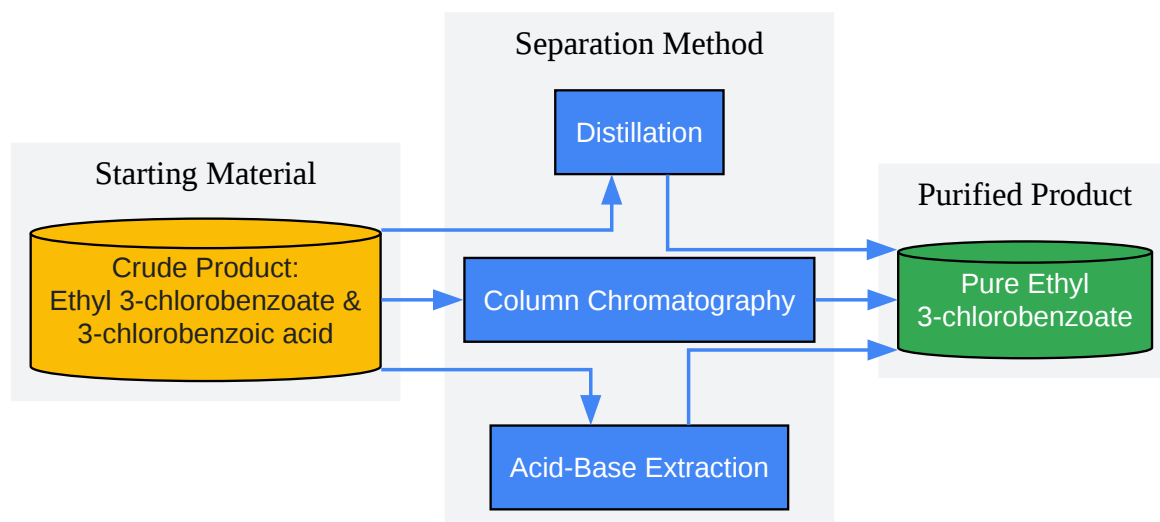 Separation Method
Distillation
Starting Material
Purified Product
Crude Product:
Ethyl 3-chlorobenzoate &
3-chlorobenzoic acid
Column Chromatography
Pure Ethyl
3-chlorobenzoate
Acid-Base Extraction